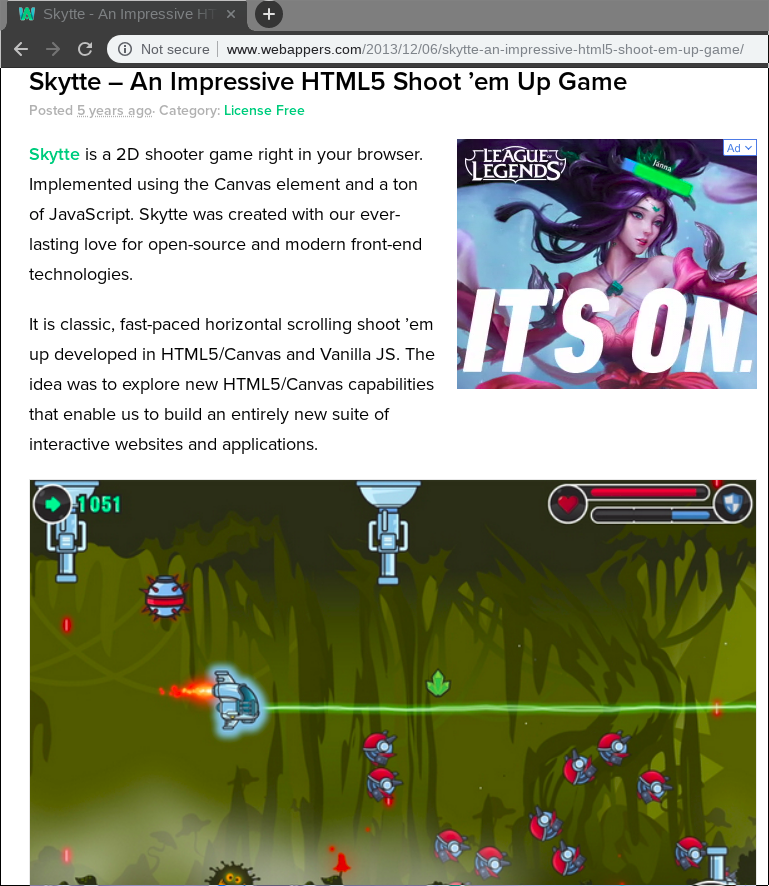 Skytte - An Impressive HT
Not secure | www.webappers.com/2013/12/06/skytte-an-impressive-html5-shoot-em-up-game/
Skytte – An Impressive HTML5 Shoot ’em Up Game
Posted 5 years ago· Category: License Free
Skytte is a 2D shooter game right in your browser.
Implemented using the Canvas element and a ton
of JavaScript. Skytte was created with our ever-
lasting love for open-source and modern front-end
technologies.
It is classic, fast-paced horizontal scrolling shoot ’em
up developed in HTML5/Canvas and Vanilla JS. The
idea was to explore new HTML5/Canvas capabilities
that enable us to build an entirely new suite of
interactive websites and applications.
Ad
LEAGUE OF
LEGENDS
Janna
IT'S ON.
1051